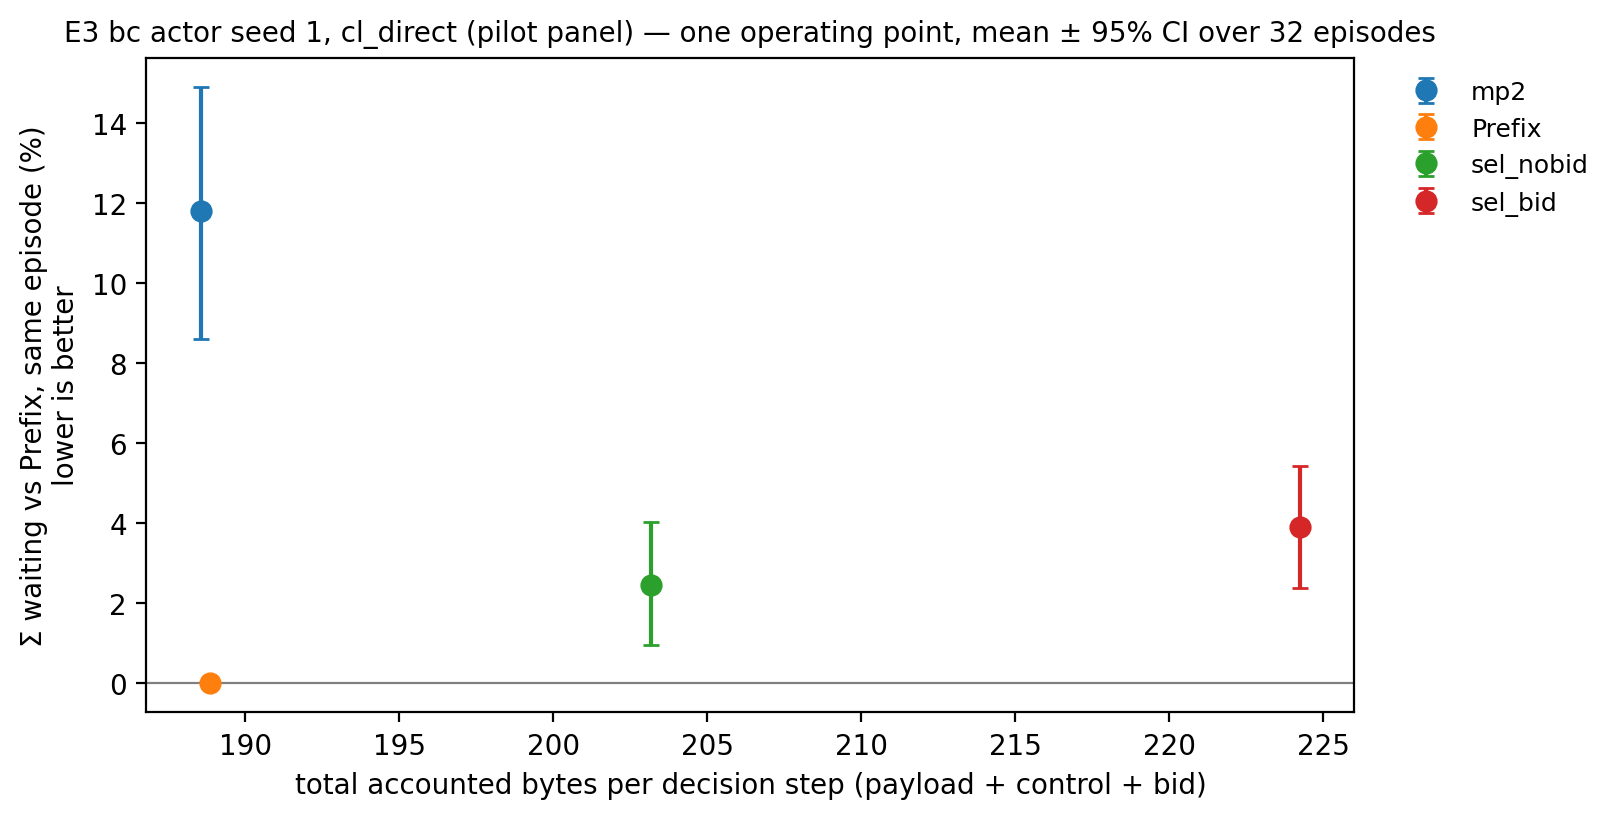 E3 bc actor seed 1, cl_direct (pilot panel) — one operating point, mean ± 95% CI over 32 episodes
Σ waiting vs Prefix, same episode (%)
lower is better
14
12
10
8
6
4
2
0
190
195
200
205
210
215
220
225
total accounted bytes per decision step (payload + control + bid)
mp2
Prefix
sel_nobid
sel_bid